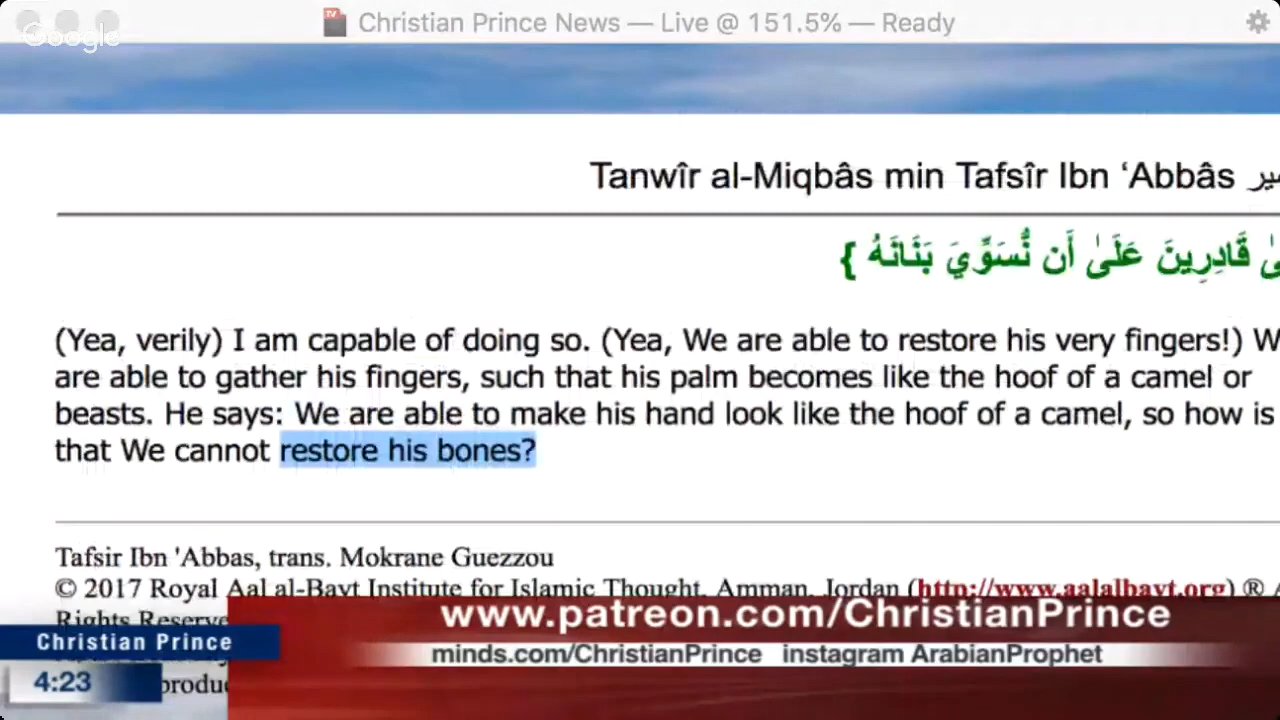 Christian Prince News — Live @ 151.5% — Ready
Google
Tanwîr al-Miqbâs min Tafsîr Ibn ‘Abbâs
قَادِرِينَ عَلَىٰ أَن نُّسَوِّيَ بَنَانَهُ }
(Yea, verily) I am capable of doing so. (Yea, We are able to restore his very fingers!)
are able to gather his fingers, such that his palm becomes like the hoof of a camel or
beasts. He says: We are able to make his hand look like the hoof of a camel, so how is
that We cannot restore his bones?
Tafsir Ibn 'Abbas, trans. Mokrane Guezzou
© 2017 Royal Aal al-Bayt Institute for Islamic Thought, Amman, Jordan (http://www.aalalbayt.org) ®
Rights
www.patreon.com/ChristianPrince
Christian Prince
minds.com/ChristianPrince instagram ArabianProphet
4:23